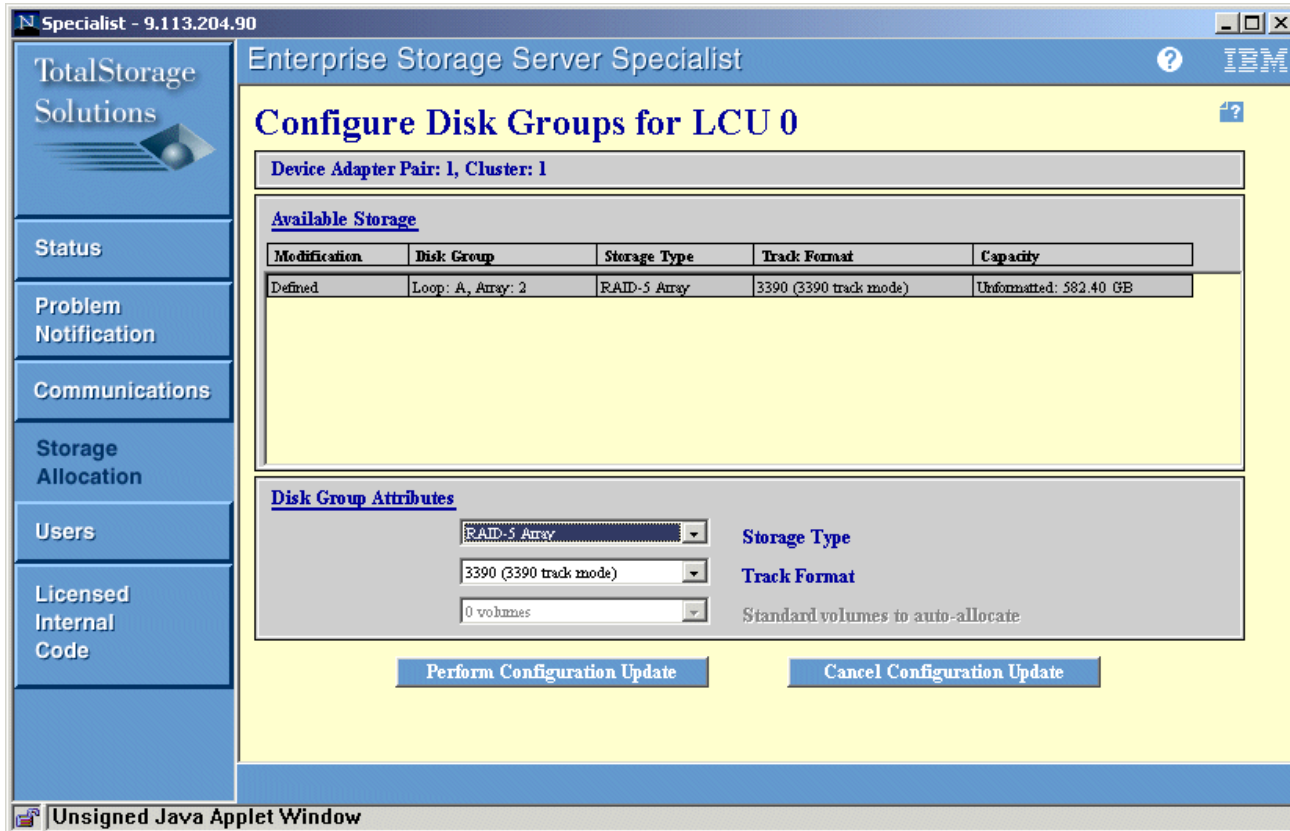 Specialist - 9.113.204.90
TotalStorage
Solutions
Enterprise Storage Server Specialist
?
IBM
Configure Disk Groups for LCU 0
?
Device Adapter Pair: 1, Cluster: 1
Available Storage
Modification Disk Group Storage Type Track Format Capacity
Defined Loop: A, Array: 2 RAID-5 Array 3390 (3390 track mode) Unformatted: 582.40 GB
Status
Problem
Notification
Communications
Storage
Allocation
Users
Licensed
Internal
Code
Disk Group Attributes
RAID-5 Array Storage Type
3390 (3390 track mode) Track Format
0 volumes Standard volumes to auto-allocate
Perform Configuration Update Cancel Configuration Update
Unsigned Java Applet Window